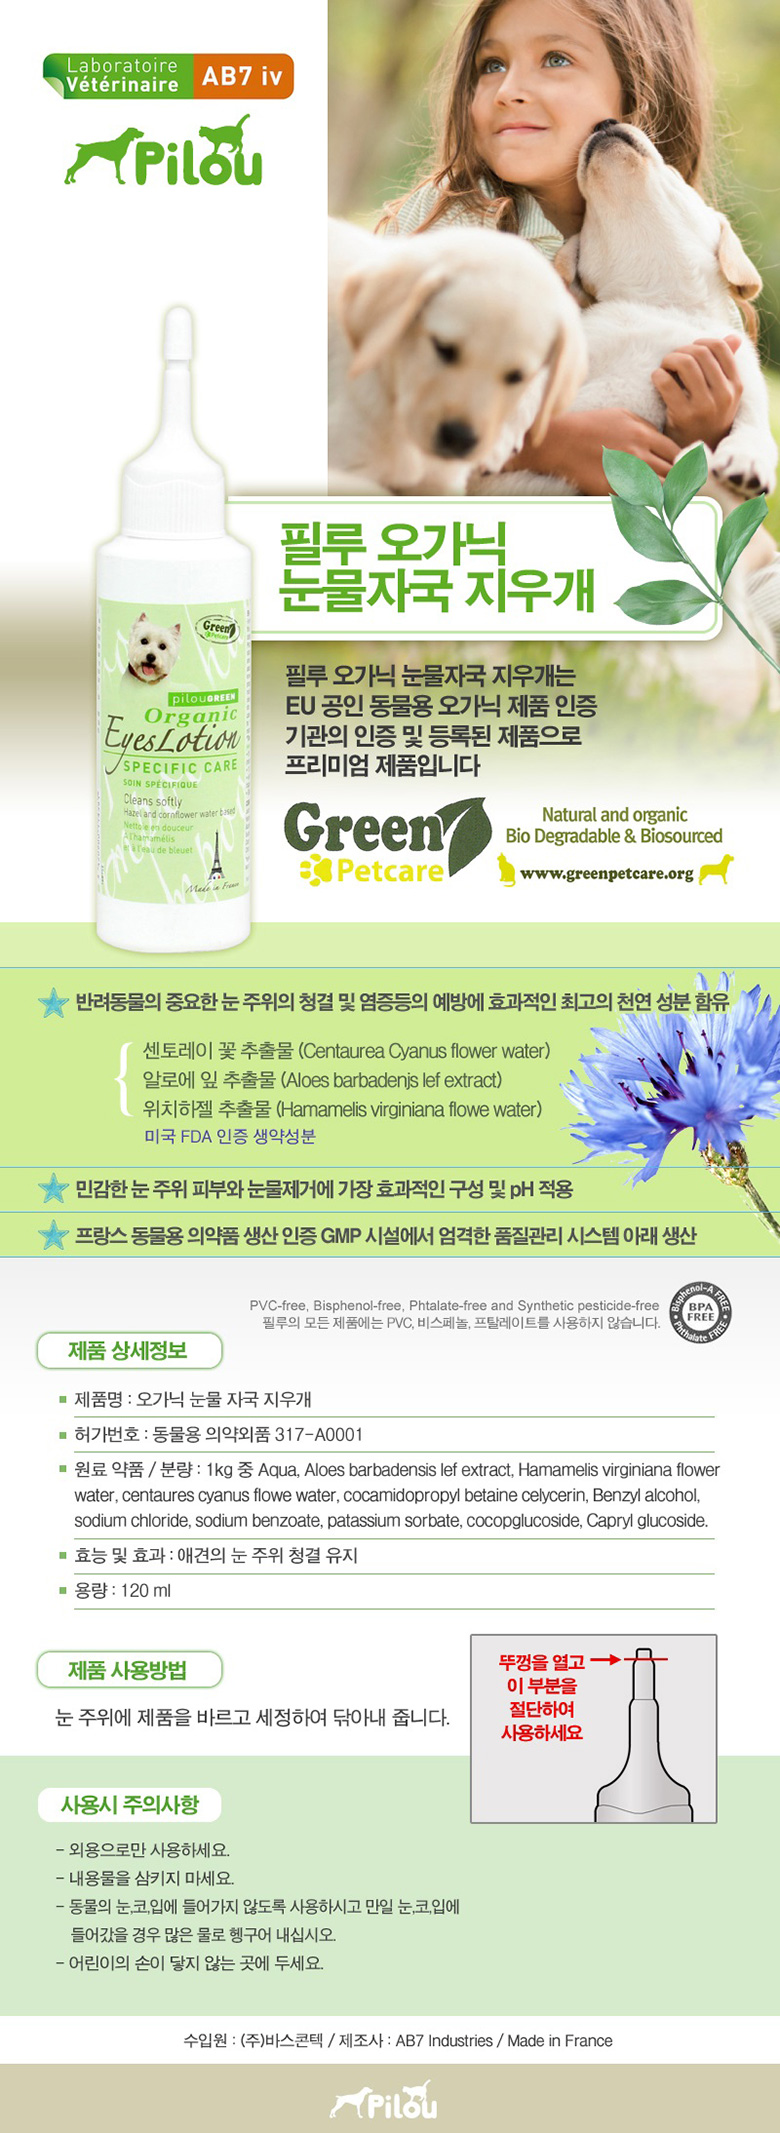 Laboratoire
Vétérinaire
AB7 iv
Pilou
필루 오가닉
눈물자국 지우개
Green
Petcare
pilouGREEN
Organic
EyesLotion
SPECIFIC CARE
SOIN SPÉCIFIQUE
Cleans softly
Hazel and cornflower water based
Nettoie en douceur
à l'hamamélis
et à l'eau de bleuet
Made in France
필루 오가닉 눈물자국 지우개는
EU 공인 동물용 오가닉 제품 인증
기관의 인증 및 등록된 제품으로
프리미엄 제품입니다
Green
Petcare
Natural and organic
Bio Degradable & Biosourced
www.greenpetcare.org
반려동물의 중요한 눈 주위의 청결 및 염증등의 예방에 효과적인 최고의 천연 성분 함유
센토레이 꽃 추출물 (Centaurea Cyanus flower water)
알로에 잎 추출물 (Aloes barbadenjs lef extract)
위치하젤 추출물 (Hamamelis virginiana flowe water)
미국 FDA 인증 생약성분
민감한 눈 주위 피부와 눈물제거에 가장 효과적인 구성 및 pH 적용
프랑스 동물용 의약품 생산 인증 GMP 시설에서 엄격한 품질관리 시스템 아래 생산
PVC-free, Bisphenol-free, Phtalate-free and Synthetic pesticide-free
필루의 모든 제품에는 PVC, 비스페놀, 프탈레이트를 사용하지 않습니다.
Bisphenol-A FREE
BPA
FREE
Phthalate FREE
제품 상세정보
제품명 : 오가닉 눈물 자국 지우개
허가번호 : 동물용 의약외품 317-A0001
원료 약품 / 분량 : 1kg 중 Aqua, Aloes barbadensis lef extract, Hamamelis virginiana flower
water, centaures cyanus flowe water, cocamidopropyl betaine celycerin, Benzyl alcohol,
sodium chloride, sodium benzoate, patassium sorbate, cocopglucoside, Capryl glucoside.
효능 및 효과 : 애견의 눈 주위 청결 유지
용량 : 120 ml
제품 사용방법
눈 주위에 제품을 바르고 세정하여 닦아내 줍니다.
뚜껑을 열고
이 부분을
절단하여
사용하세요
사용시 주의사항
- 외용으로만 사용하세요.
- 내용물을 삼키지 마세요.
- 동물의 눈,코,입에 들어가지 않도록 사용하시고 만일 눈,코,입에
들어갔을 경우 많은 물로 헹구어 내십시오.
- 어린이의 손이 닿지 않는 곳에 두세요.
수입원 : (주)바스콘텍 / 제조사 : AB7 Industries / Made in France
Pilou